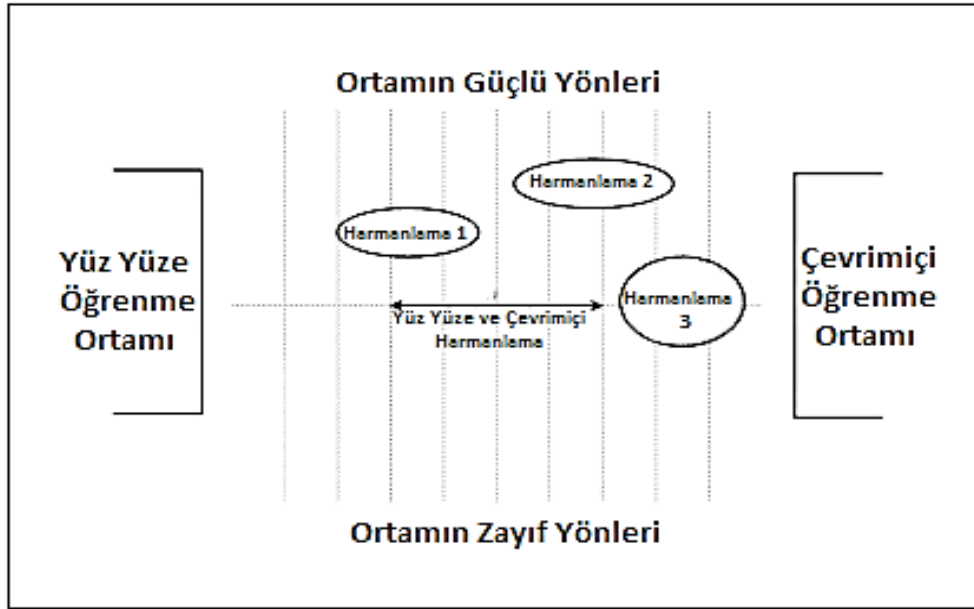 Ortamın Güçlü Yönleri
Harmanlama 2
Harmanlama 1
Yüz Yüze
Öğrenme
Ortamı
Çevrimiçi
Öğrenme
Ortamı
Harmanlama
3
Yüz Yüze ve Çevrimiçi
Harmanlama
Ortamın Zayıf Yönleri